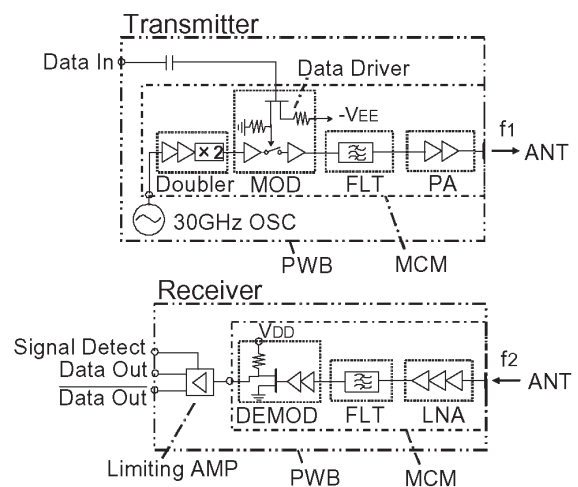 Transmitter
Data In
Data Driver
-VEE
f1
ANT
×2
Doubler
MOD
FLT
PA
30GHz OSC
PWB
MCM
Receiver
VDD
Signal Detect
Data Out
Data Out
f2
ANT
DEMOD
FLT
LNA
Limiting AMP
PWB
MCM